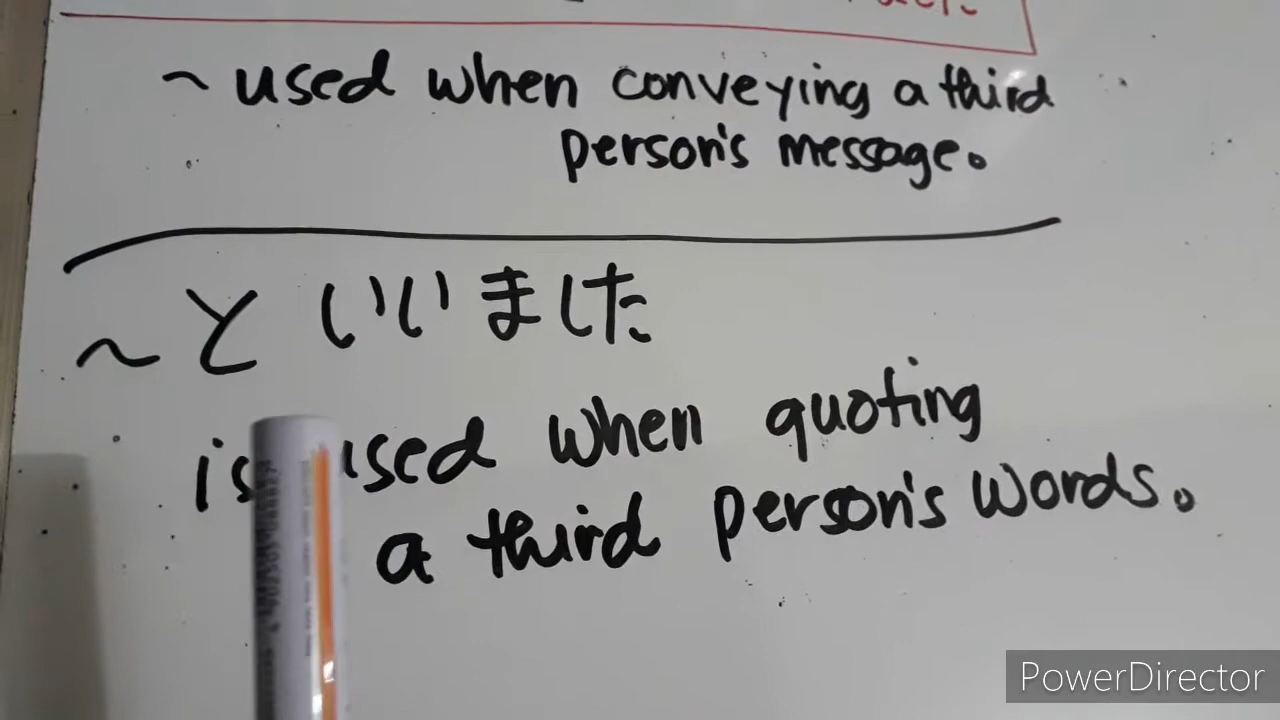 ~ used when conveying a third
person's message.
~といいました
is used when quoting
a third person's words.
PowerDirector